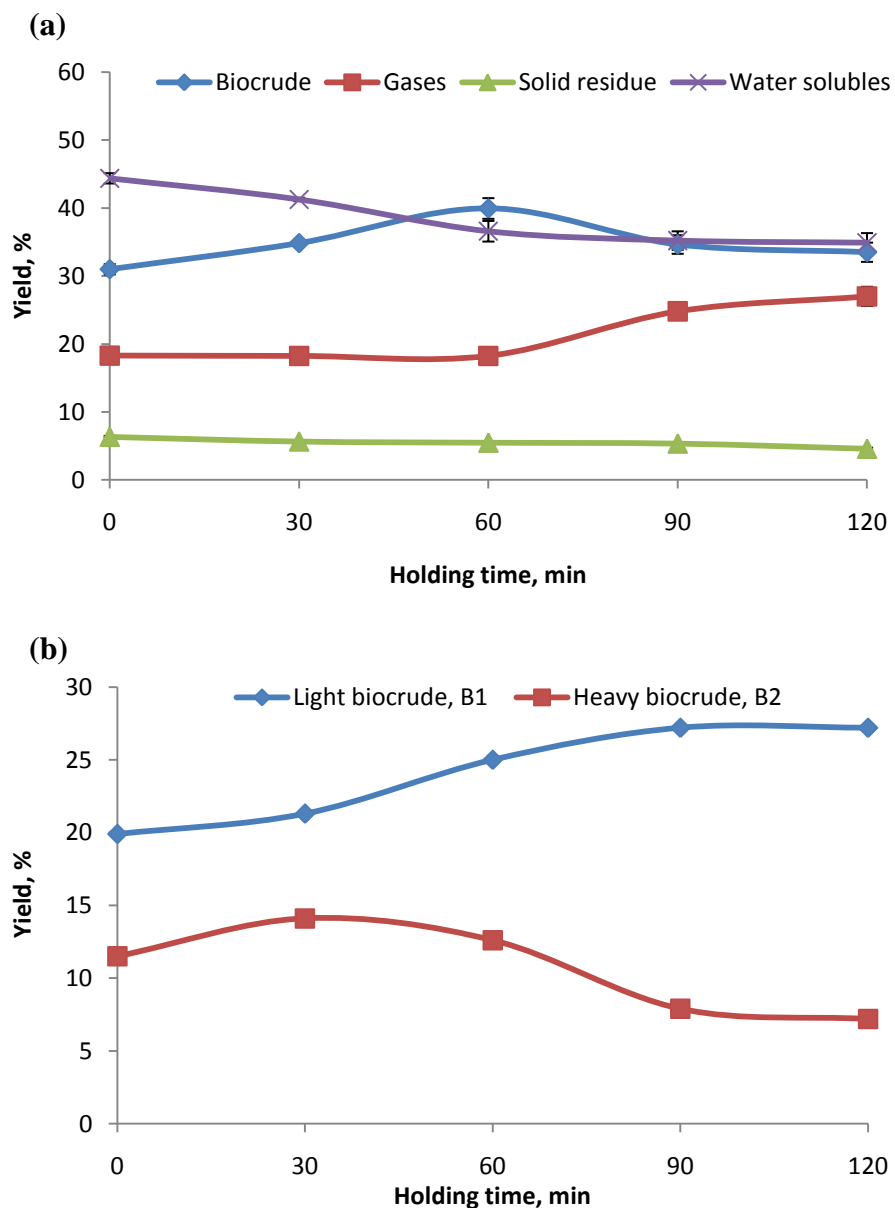 (a)
Biocrude Gases Solid residue Water solubles
60
50
40
30
20
10
0
Yield, %
0 30 60 90 120
Holding time, min
(b)
Light biocrude, B1 Heavy biocrude, B2
30
25
20
15
10
5
0
Yield, %
0 30 60 90 120
Holding time, min